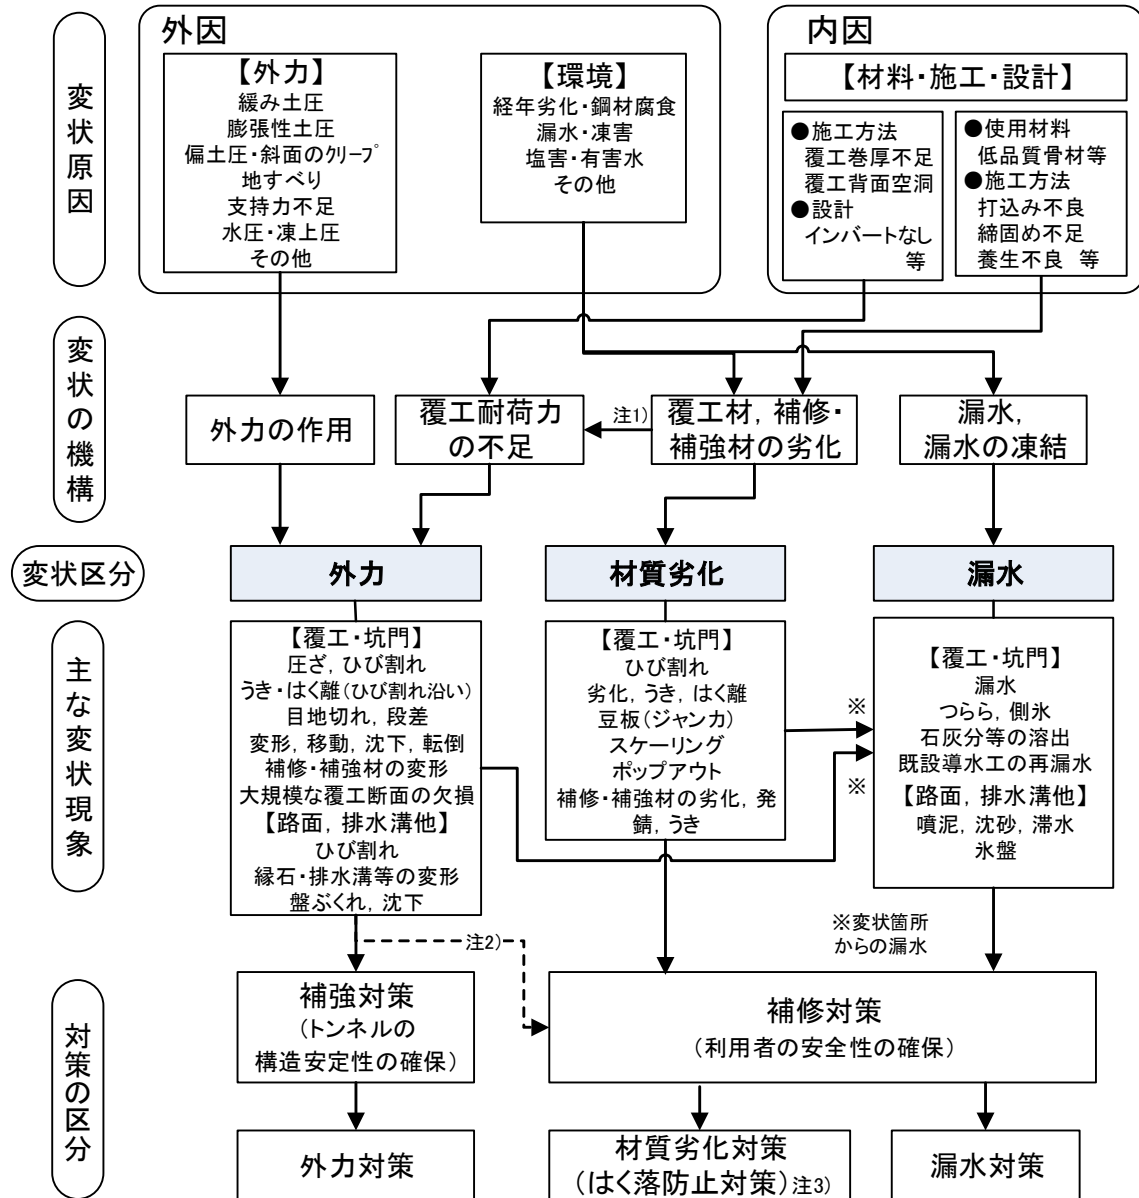 変状原因
外因
【外力】
緩み土圧
膨張性土圧
偏土圧・斜面のｸﾘｰﾌﾟ
地すべり
支持力不足
水圧・凍上圧
その他
【環境】
経年劣化・鋼材腐食
漏水・凍害
塩害・有害水
その他
内因
【材料・施工・設計】
●施工方法
覆工巻厚不足
覆工背面空洞
●設計
インバートなし
等
●使用材料
低品質骨材等
●施工方法
打込み不良
締固め不足
養生不良 等
変状の機構
外力の作用
覆工耐荷力
の不足
注1)
覆工材, 補修・
補強材の劣化
漏水,
漏水の凍結
変状区分
外力
材質劣化
漏水
主な変状現象
【覆工・坑門】
圧ざ, ひび割れ
うき・はく離(ひび割れ沿い)
目地切れ, 段差
変形, 移動, 沈下, 転倒
補修・補強材の変形
大規模な覆工断面の欠損
【路面, 排水溝他】
ひび割れ
縁石・排水溝等の変形
盤ぶくれ, 沈下
【覆工・坑門】
ひび割れ
劣化, うき, はく離
豆板(ジャンカ)
スケーリング
ポップアウト
補修・補強材の劣化, 発
錆, うき
※
※
【覆工・坑門】
漏水
つらら, 側氷
石灰分等の溶出
既設導水工の再漏水
【路面, 排水溝他】
噴泥, 沈砂, 滞水
氷盤
※変状箇所
からの漏水
注2)
対策の区分
補強対策
(トンネルの
構造安定性の確保)
補修対策
(利用者の安全性の確保)
外力対策
材質劣化対策
(はく落防止対策)注3)
漏水対策